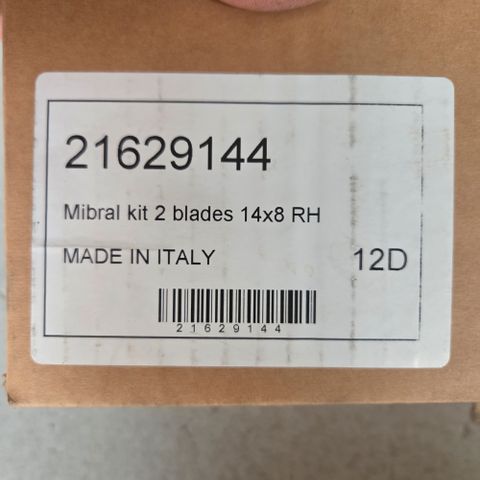 21629144
Mibral kit 2 blades 14x8 RH
MADE IN ITALY 12D
21629144